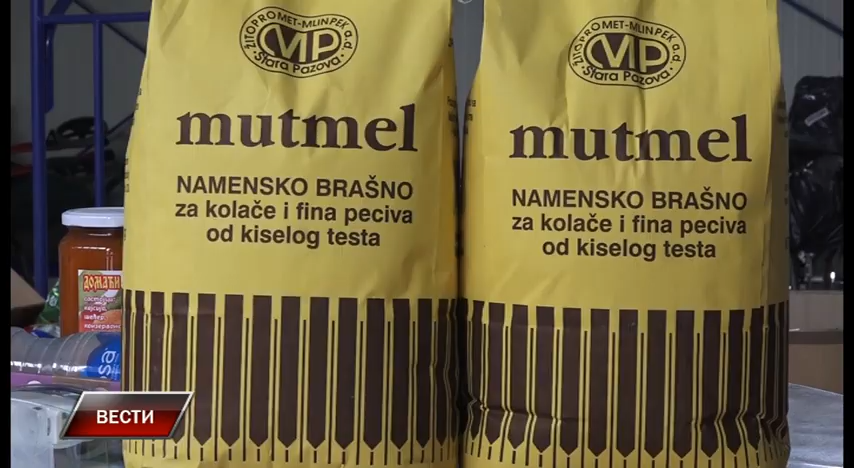 ŽITOPROMET-MLINPEK a.d.
MP
Stara Pazova
mutmel
NAMENSKO BRAŠNO
za kolače i fina peciva
od kiselog testa
ŽITOPROMET-MLINPEK a.d.
MP
Stara Pazova
mutmel
NAMENSKO BRAŠNO
za kolače i fina peciva
od kiselog testa
ДОМАЋИ
ВЕСТИ